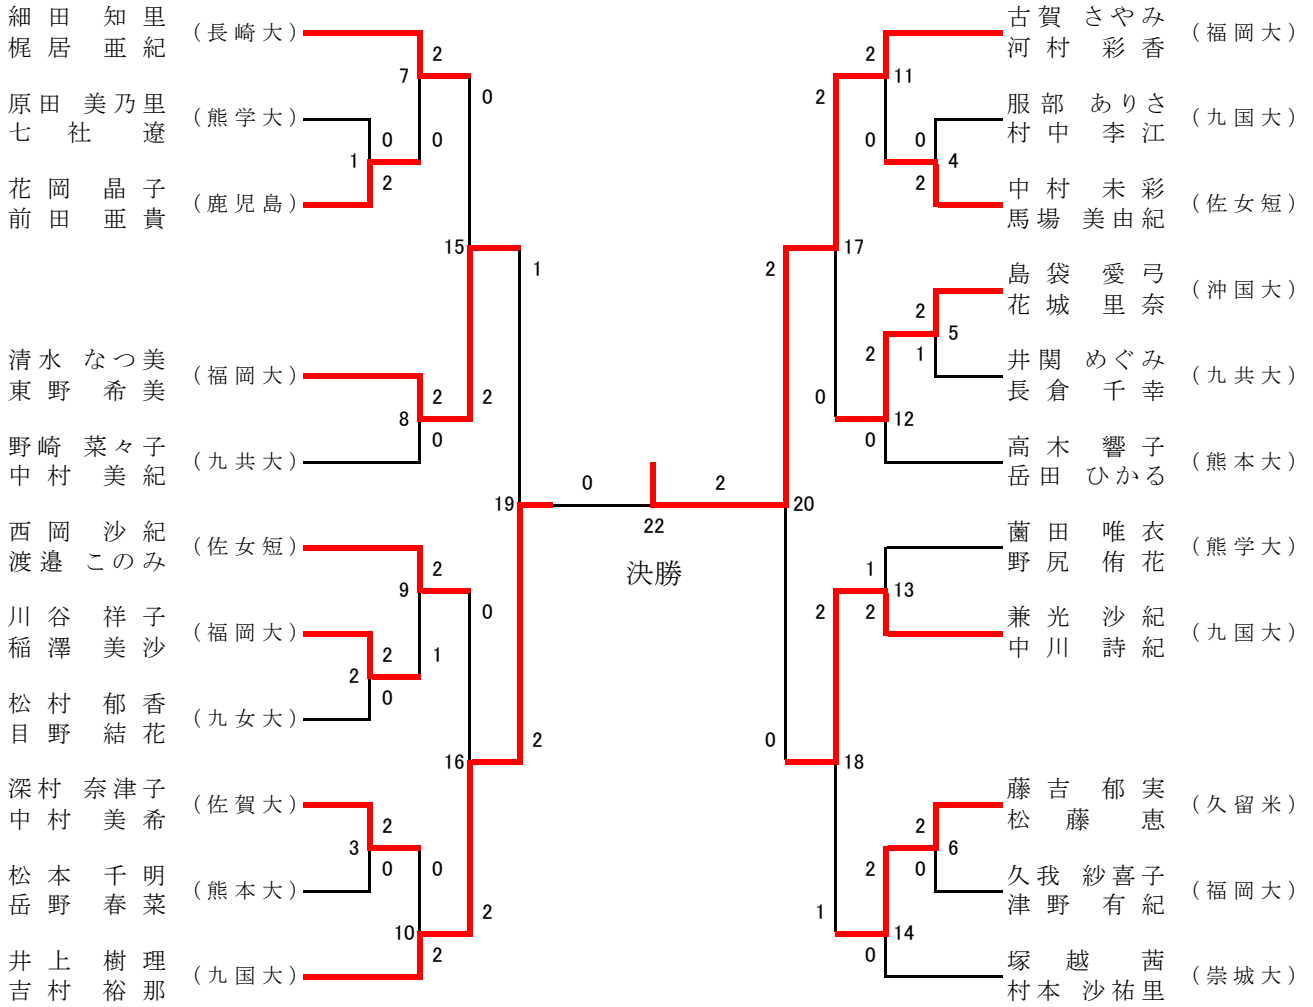 細田 知里
梶居 亜紀
(長崎大)
2
7
0
原田 美乃里
七社 遼
(熊学大)
0
0
1
2
花岡 晶子
前田 亜貴
(鹿児島)
15
1
清水 なつ美
東野 希美
(福岡大)
2
2
8
0
野崎 菜々子
中村 美紀
(九共大)
19
西岡 沙紀
渡邉 このみ
(佐女短)
2
9
0
川谷 祥子
稲澤 美沙
(福岡大)
2
1
2
0
松村 郁香
目野 結花
(九女大)
16
2
深村 奈津子
中村 美希
(佐賀大)
2
3
0
0
松本 千明
岳野 春菜
(熊本大)
2
10
2
井上 樹理
吉村 裕那
(九国大)
0
2
22
決勝
古賀 さやみ
河村 彩香
(福岡大)
2
11
2
服部 ありさ
村中 李江
(九国大)
0
0
4
2
中村 未彩
馬場 美由紀
(佐女短)
17
2
島袋 愛弓
花城 里奈
(沖国大)
2
5
2
1
井関 めぐみ
長倉 千幸
(九共大)
0
12
0
高木 響子
岳田 ひかる
(熊本大)
20
薗田 唯衣
野尻 侑花
(熊学大)
1
13
2
2
兼光 沙紀
中川 詩紀
(九国大)
0
18
藤吉 郁実
松藤 恵
(久留米)
2
6
2
0
久我 紗喜子
津野 有紀
(福岡大)
1
14
0
塚越 茜
村本 沙祐里
(崇城大)